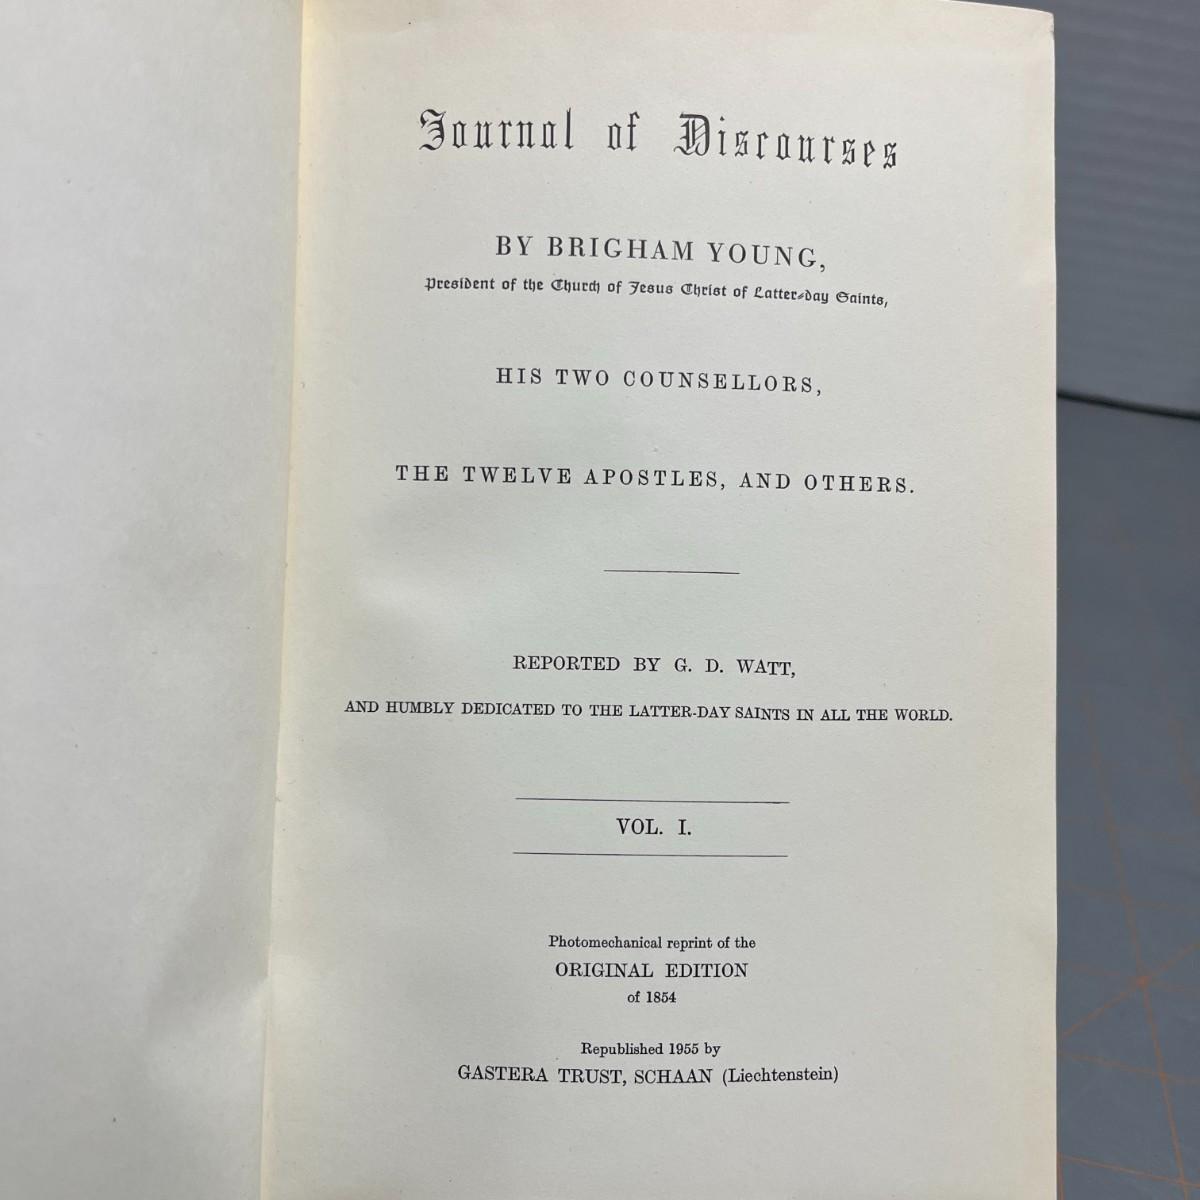 Journal of Discourses
BY BRIGHAM YOUNG,
President of the Church of Jesus Christ of Latter-day Saints,
HIS TWO COUNSELLORS,
THE TWELVE APOSTLES, AND OTHERS.
REPORTED BY G. D. WATT,
AND HUMBLY DEDICATED TO THE LATTER-DAY SAINTS IN ALL THE WORLD.
VOL. I.
Photomechanical reprint of the
ORIGINAL EDITION
of 1854
Republished 1955 by
GASTERA TRUST, SCHAAN (Liechtenstein)